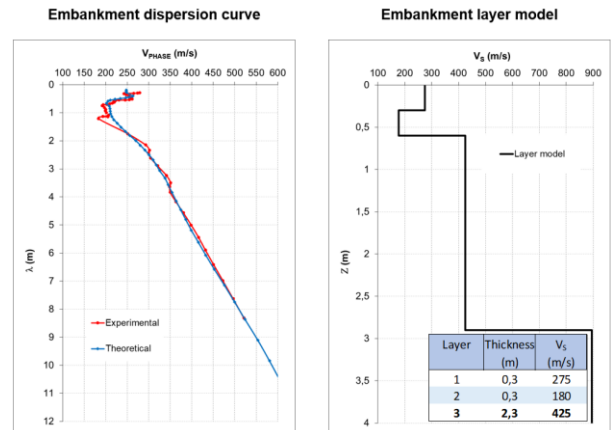 Embankment dispersion curve
V_PHASE (m/s)
100 150 200 250 300 350 400 450 500 550 600
0
1
2
3
4
5
6
7
8
9
10
11
12
λ (m)
Experimental
Theoretical
Embankment layer model
V_S (m/s)
100 200 300 400 500 600 700 800 900
0
0,5
1
1,5
2
2,5
3
3,5
4
Z (m)
Layer model
Layer Thickness V_S
(m) (m/s)
1 0,3 275
2 0,3 180
3 2,3 425